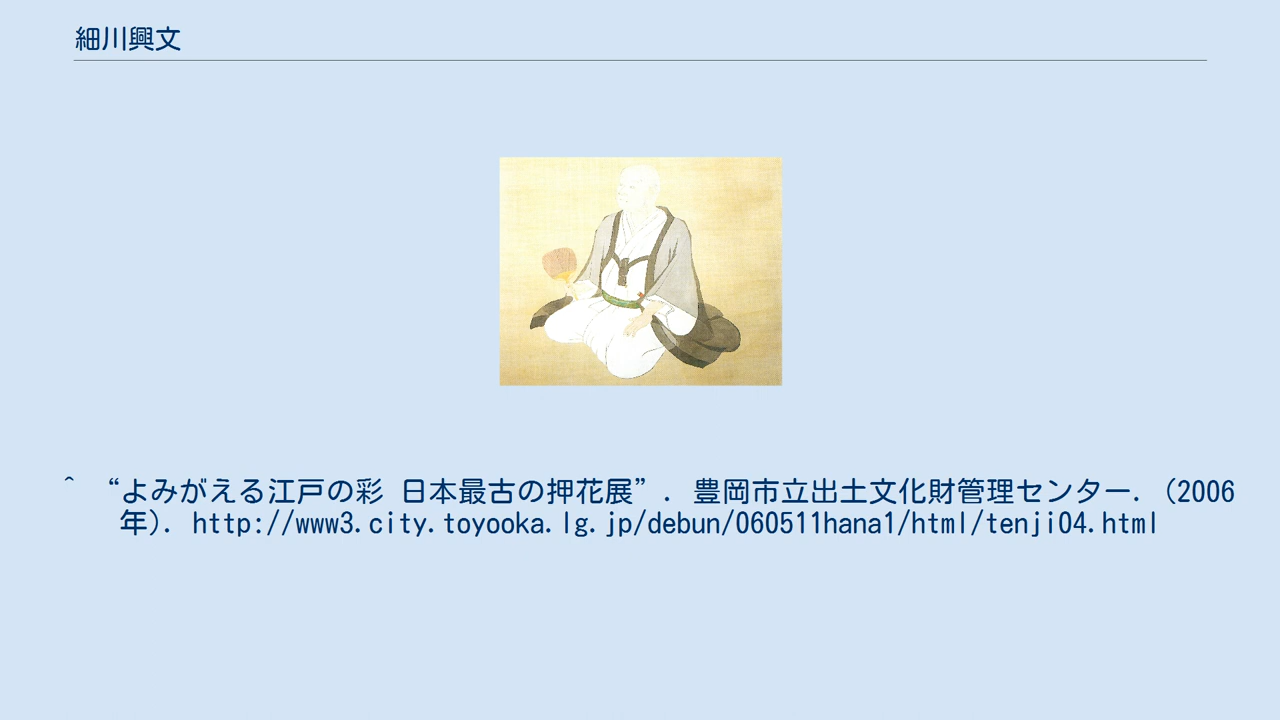 細川興文
^ “よみがえる江戸の彩 日本最古の押花展”. 豊岡市立出土文化財管理センター. (2006
年). http://www3.city.toyooka.lg.jp/debun/060511hana1/html/tenji04.html